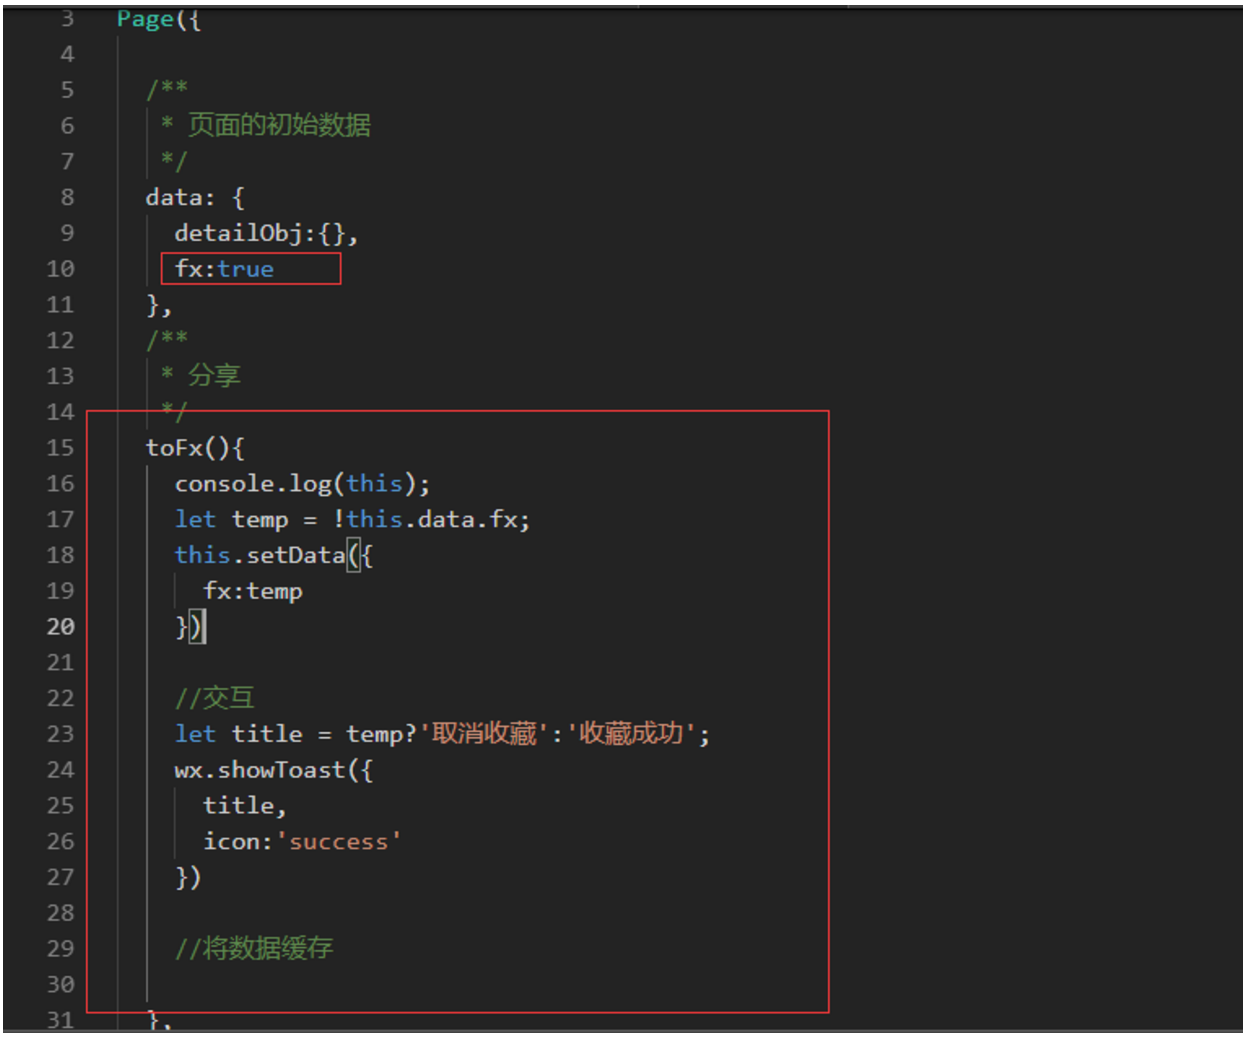 3 Page({
4
5 /**
6 * 页面的初始数据
7 */
8 data: {
9 detailObj:{},
10 fx:true
11 },
12 /**
13 * 分享
14 */
15 toFx(){
16 console.log(this);
17 let temp = !this.data.fx;
18 this.setData({
19 fx:temp
20 })
21
22 //交互
23 let title = temp?'取消收藏':'收藏成功';
24 wx.showToast({
25 title,
26 icon:'success'
27 })
28
29 //将数据缓存
30
31 },